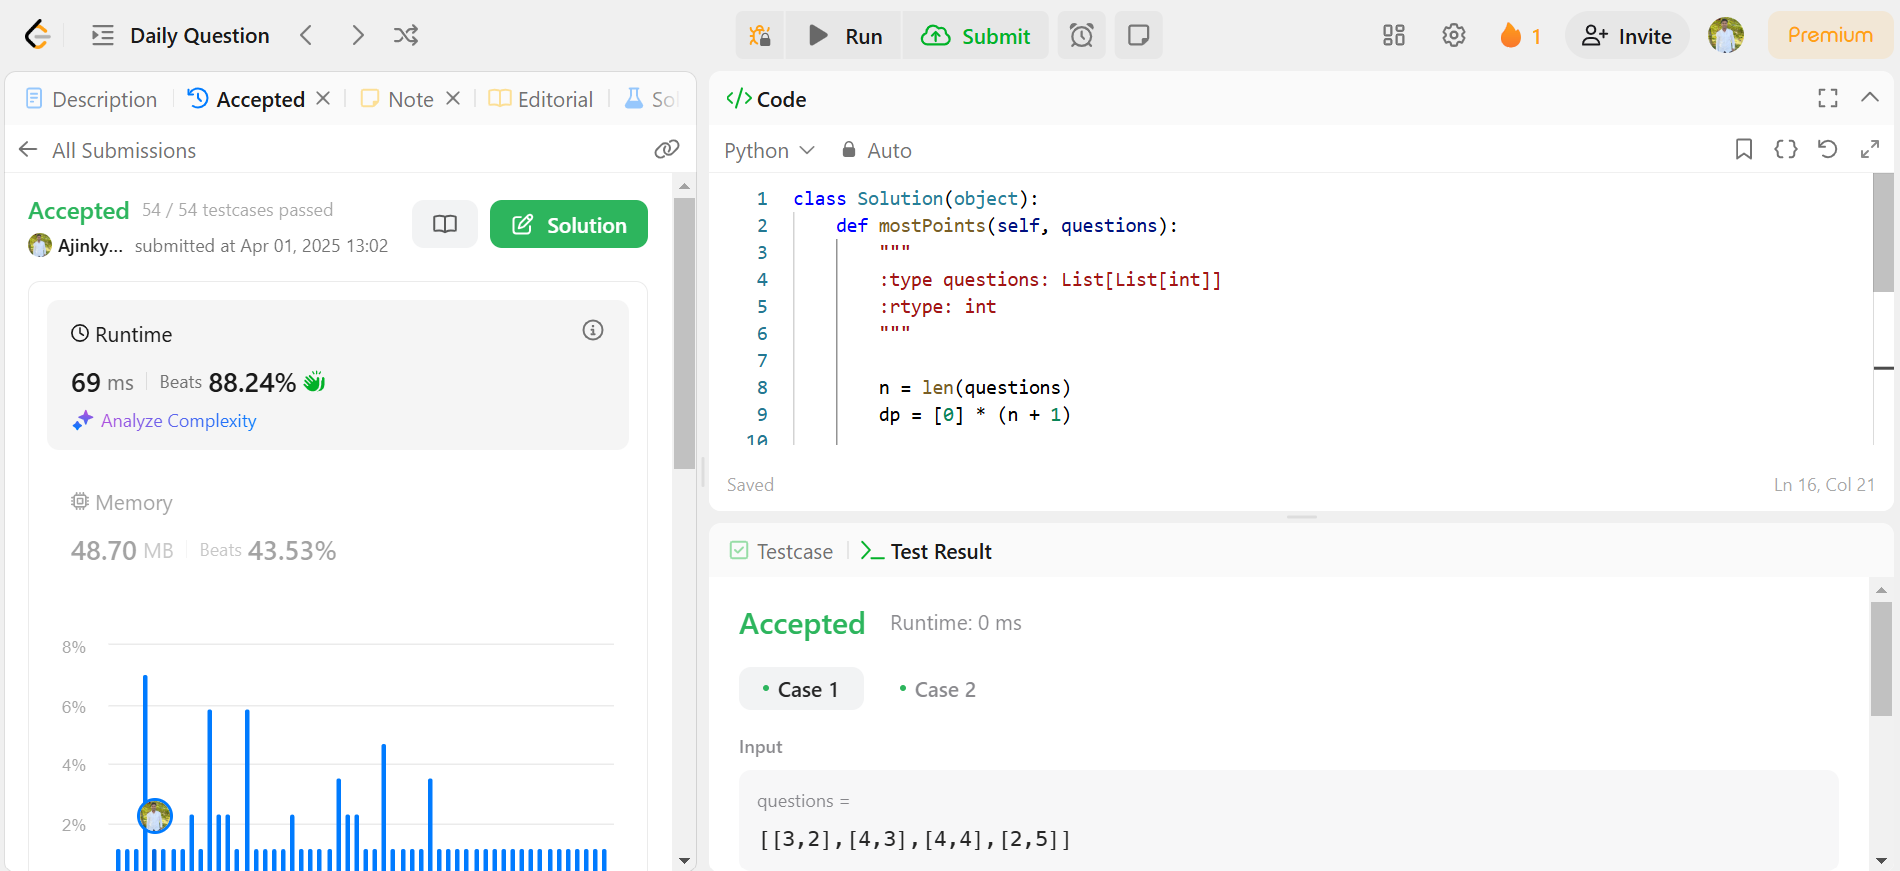 Daily Question
Run
Submit
1
Invite
Premium
Description
Accepted
Note
Editorial
Sol
All Submissions
Accepted
54 / 54 testcases passed
Ajinky...
submitted at Apr 01, 2025 13:02
Solution
Runtime
69 ms
Beats 88.24%
Analyze Complexity
Memory
48.70 MB
Beats 43.53%
8%
6%
4%
2%
</> Code
Python
Auto
1 class Solution(object):
2 def mostPoints(self, questions):
3 """
4 :type questions: List[List[int]]
5 :rtype: int
6 """
7
8 n = len(questions)
9 dp = [0] * (n + 1)
10
Saved
Ln 16, Col 21
Testcase
Test Result
Accepted
Runtime: 0 ms
Case 1
Case 2
Input
questions =
[[3,2],[4,3],[4,4],[2,5]]